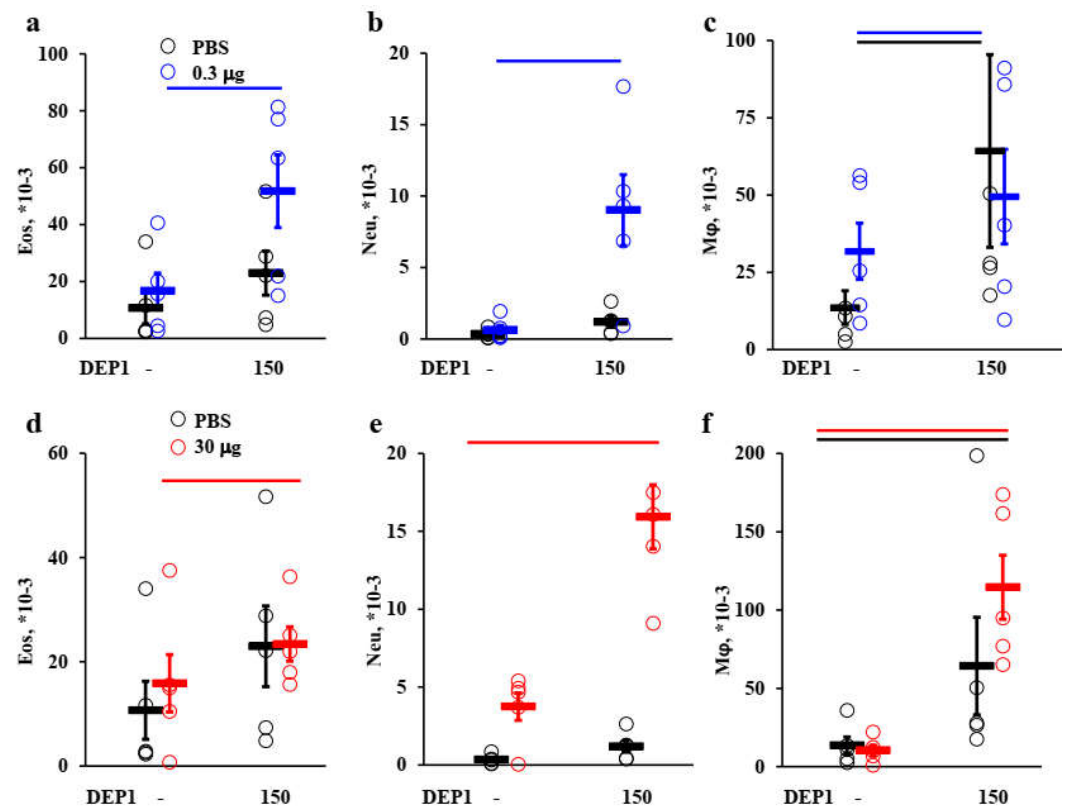 a
b
c
PBS
0.3 µg
Eos, *10-3
100
80
60
40
20
0
Neu, *10-3
20
15
10
5
0
Mφ, *10-3
100
75
50
25
0
DEP1 - 150
DEP1 - 150
DEP1 - 150
d
e
f
PBS
30 µg
Eos, *10-3
60
40
20
0
Neu, *10-3
20
15
10
5
0
Mφ, *10-3
200
150
100
50
0
DEP1 - 150
DEP1 - 150
DEP1 - 150